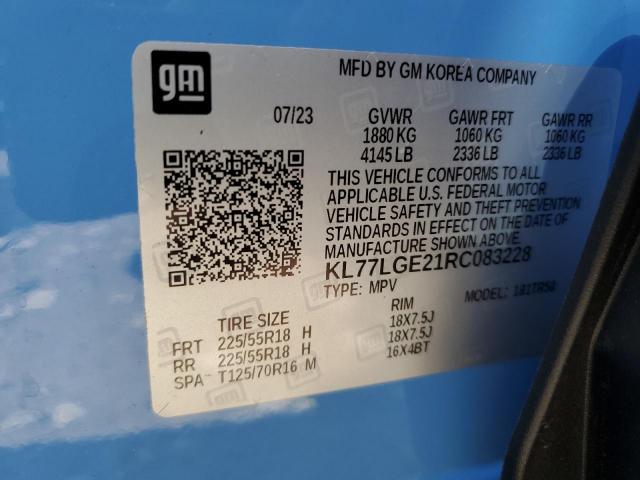 gm
MFD BY GM KOREA COMPANY
07/23 GVWR GAWR FRT GAWR RR
1880 KG 1060 KG 1060 KG
4145 LB 2336 LB 2336 LB
THIS VEHICLE CONFORMS TO ALL
APPLICABLE U.S. FEDERAL MOTOR
VEHICLE SAFETY AND THEFT PREVENTION
STANDARDS IN EFFECT ON THE DATE OF
MANUFACTURE SHOWN ABOVE.
KL77LGE21RC083228
TYPE: MPV MODEL: 1B1TR58
TIRE SIZE RIM
FRT 225/55R18 H 18X7.5J
RR 225/55R18 H 18X7.5J
SPA T125/70R16 M 16X4BT